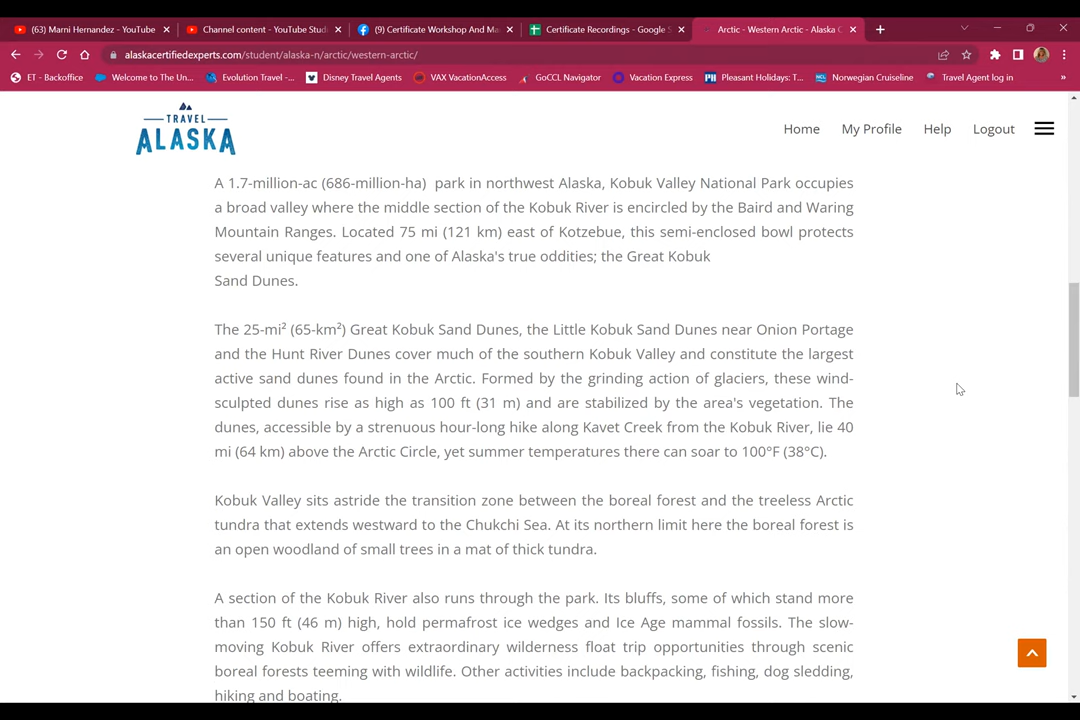 (63) Marni Hernandez - YouTube
Channel content - YouTube Stud
(9) Certificate Workshop And Ma
Certificate Recordings - Google S
Arctic - Western Arctic - Alaska C
alaskacertifiedexperts.com/student/alaska-n/arctic/western-arctic/
ET - Backoffice
Welcome to The Un...
Evolution Travel -...
Disney Travel Agents
VAX VacationAccess
GoCCL Navigator
Vacation Express
Pleasant Holidays: T...
Norwegian Cruiseline
Travel Agent log in
TRAVEL
ALASKA
Home
My Profile
Help
Logout
A 1.7-million-ac (686-million-ha) park in northwest Alaska, Kobuk Valley National Park occupies
a broad valley where the middle section of the Kobuk River is encircled by the Baird and Waring
Mountain Ranges. Located 75 mi (121 km) east of Kotzebue, this semi-enclosed bowl protects
several unique features and one of Alaska's true oddities; the Great Kobuk
Sand Dunes.
The 25-mi² (65-km²) Great Kobuk Sand Dunes, the Little Kobuk Sand Dunes near Onion Portage
and the Hunt River Dunes cover much of the southern Kobuk Valley and constitute the largest
active sand dunes found in the Arctic. Formed by the grinding action of glaciers, these wind-
sculpted dunes rise as high as 100 ft (31 m) and are stabilized by the area's vegetation. The
dunes, accessible by a strenuous hour-long hike along Kavet Creek from the Kobuk River, lie 40
mi (64 km) above the Arctic Circle, yet summer temperatures there can soar to 100°F (38°C).
Kobuk Valley sits astride the transition zone between the boreal forest and the treeless Arctic
tundra that extends westward to the Chukchi Sea. At its northern limit here the boreal forest is
an open woodland of small trees in a mat of thick tundra.
A section of the Kobuk River also runs through the park. Its bluffs, some of which stand more
than 150 ft (46 m) high, hold permafrost ice wedges and Ice Age mammal fossils. The slow-
moving Kobuk River offers extraordinary wilderness float trip opportunities through scenic
boreal forests teeming with wildlife. Other activities include backpacking, fishing, dog sledding,
hiking and boating.